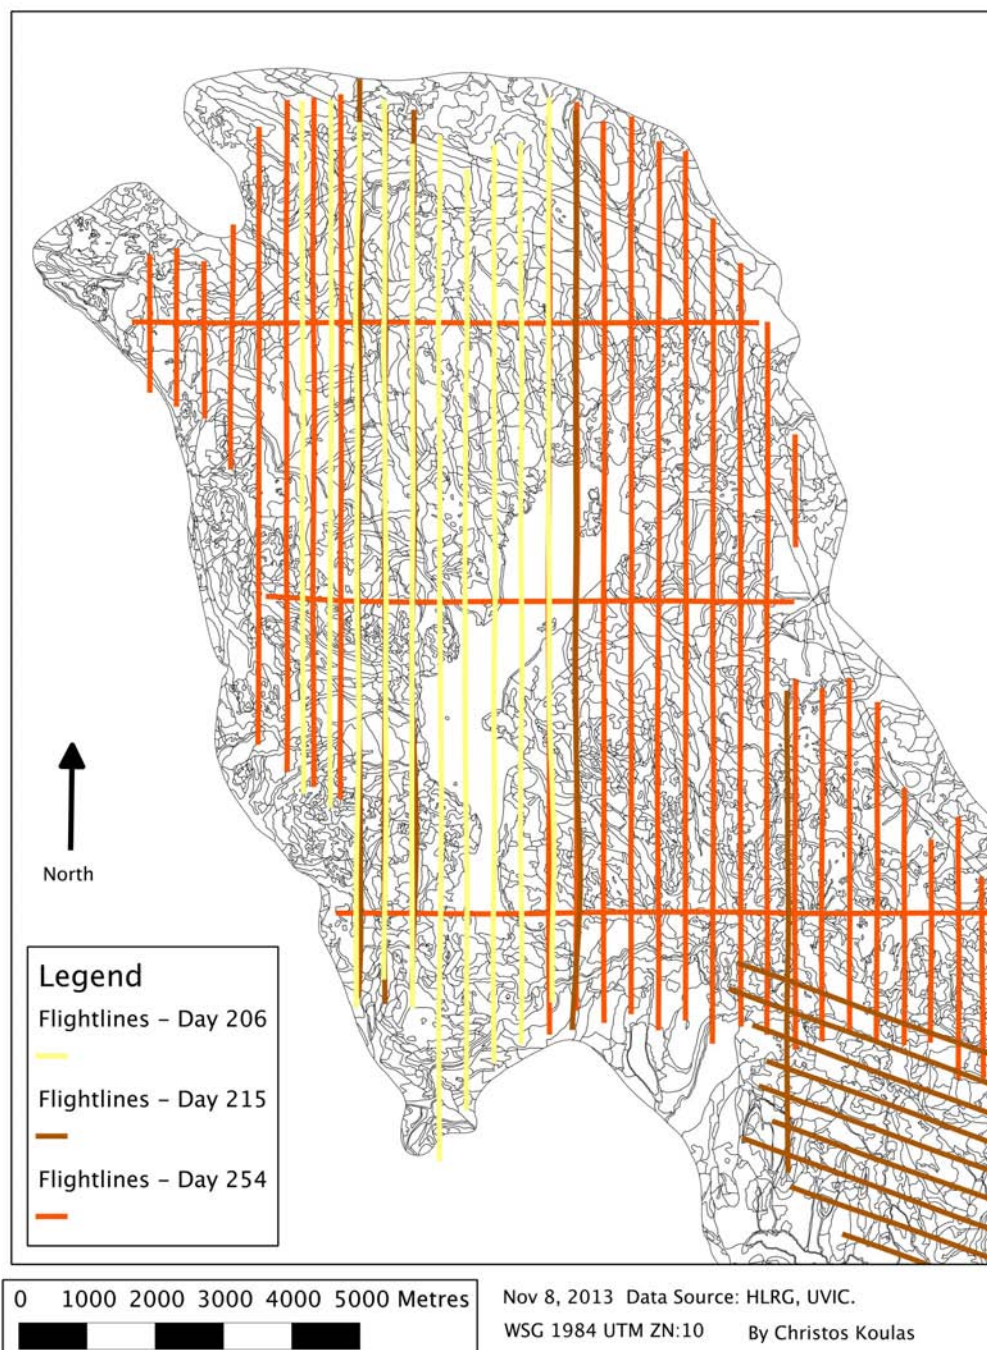 North
Legend
Flightlines - Day 206
Flightlines - Day 215
Flightlines - Day 254
0 1000 2000 3000 4000 5000 Metres
Nov 8, 2013 Data Source: HLRG, UVIC.
WSG 1984 UTM ZN:10 By Christos Koulas